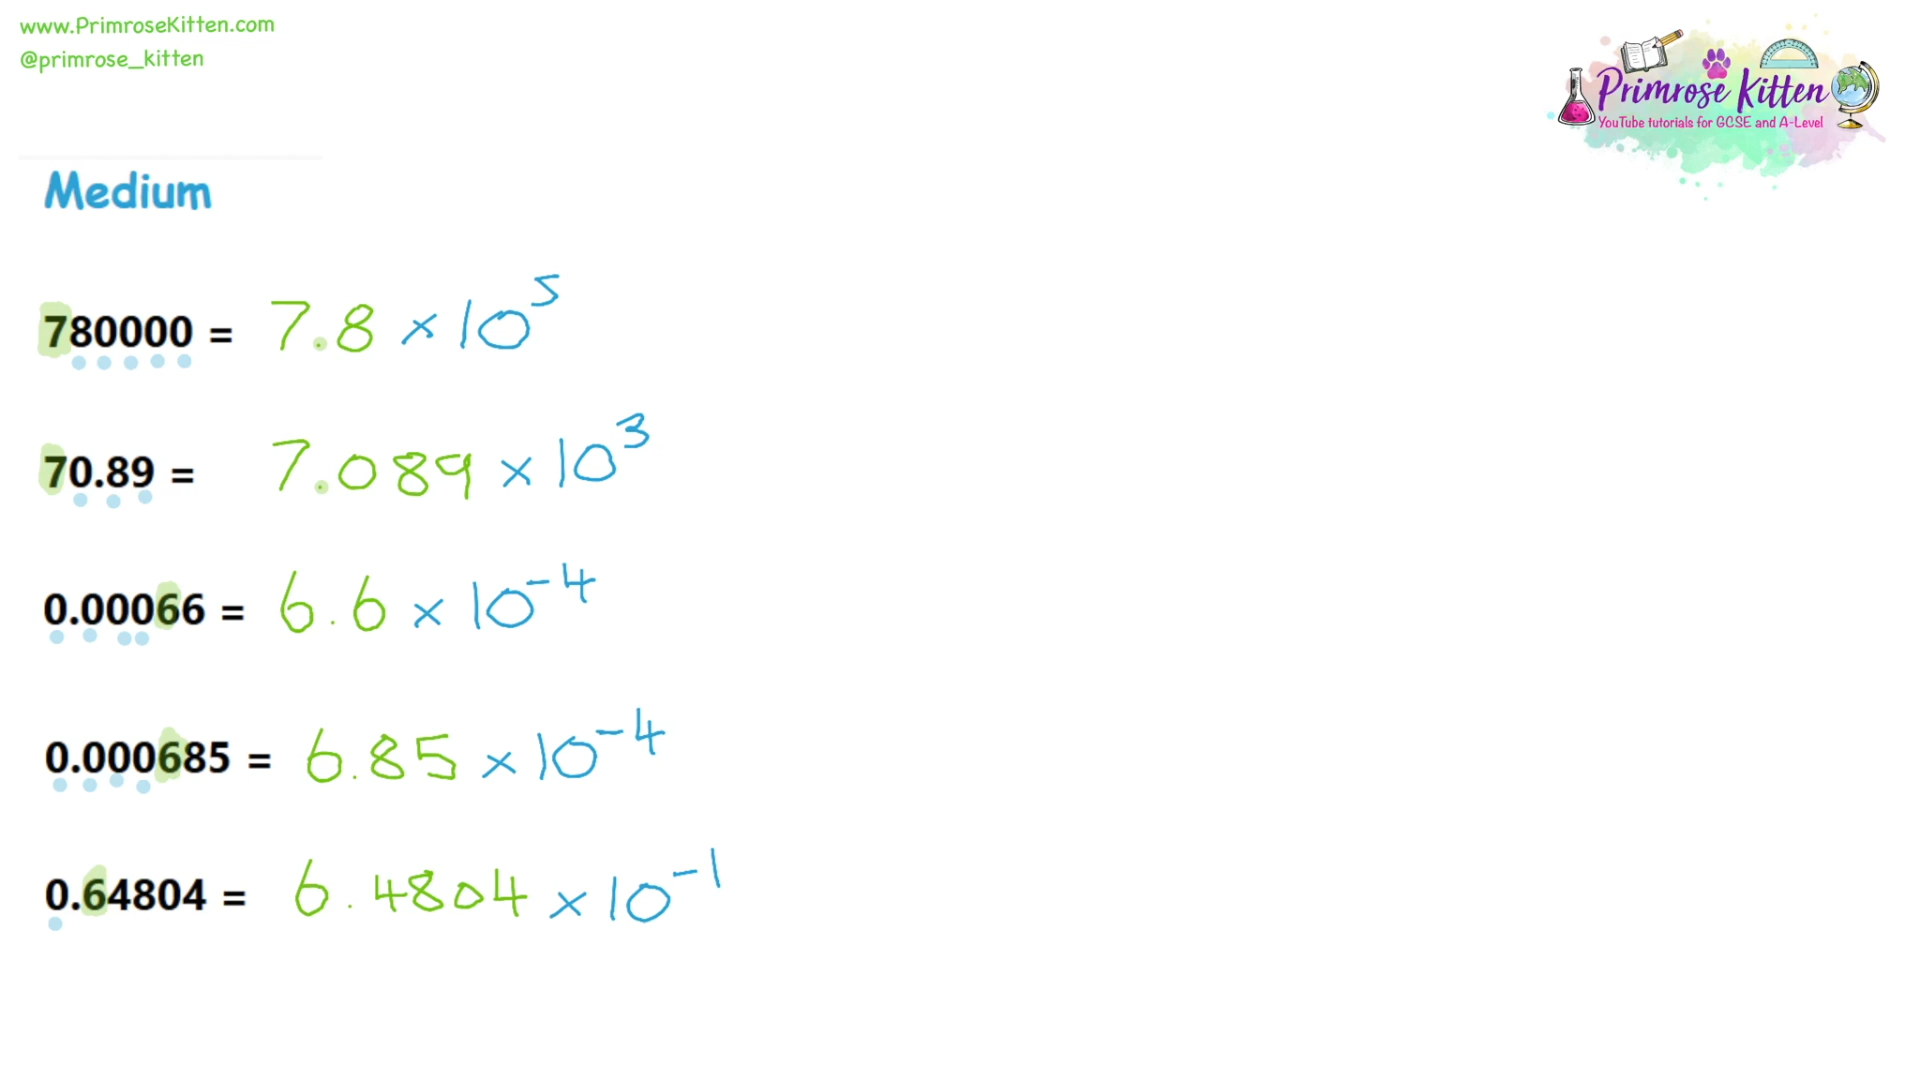 www.PrimroseKitten.com
@primrose_kitten
Primrose Kitten
YouTube tutorials for GCSE and A-Level
Medium
780000 = 7.8 × 10⁵
70.89 = 7.089 × 10³
0.00066 = 6.6 × 10⁻⁴
0.000685 = 6.85 × 10⁻⁴
0.64804 = 6.4804 × 10⁻¹